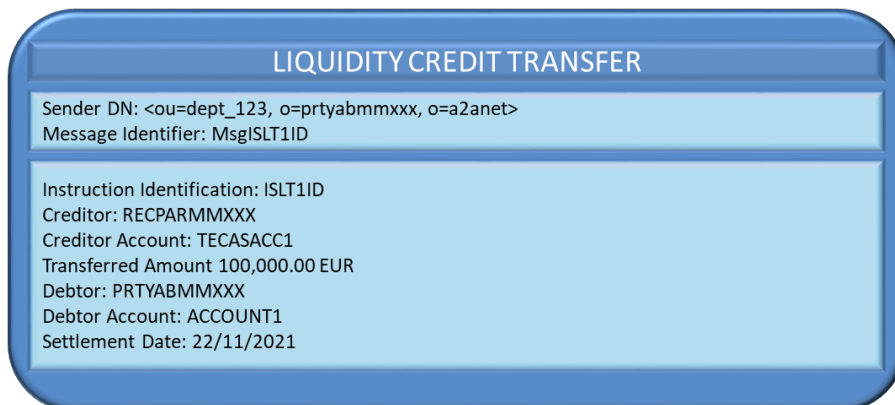 LIQUIDITY CREDIT TRANSFER
Sender DN: <ou=dept_123, o=prtyabmmxxx, o=a2anet>
Message Identifier: MsgISLT1ID
Instruction Identification: ISLT1ID
Creditor: RECPARMMXXX
Creditor Account: TECASACC1
Transferred Amount 100,000.00 EUR
Debtor: PRTYABMMXXX
Debtor Account: ACCOUNT1
Settlement Date: 22/11/2021